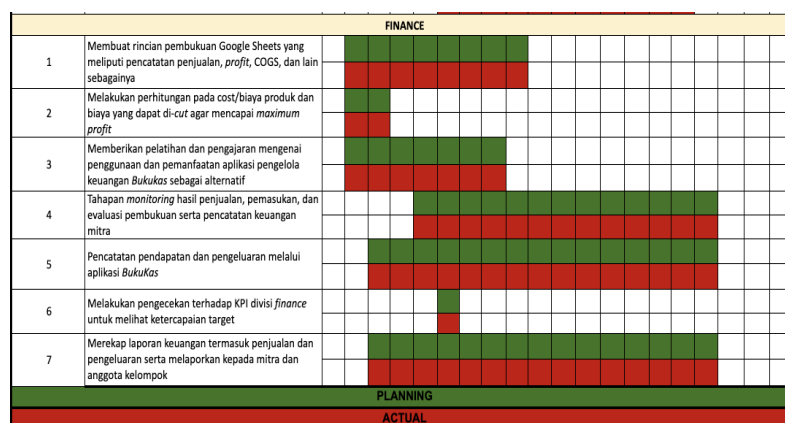 FINANCE
1
Membuat rincian pembukuan Google Sheets yang
meliputi pencatatan penjualan, profit, COGS, dan lain
sebagainya
2
Melakukan perhitungan pada cost/biaya produk dan
biaya yang dapat di-cut agar mencapai maximum
profit
3
Memberikan pelatihan dan pengajaran mengenai
penggunaan dan pemanfaatan aplikasi pengelola
keuangan Bukukas sebagai alternatif
4
Tahapan monitoring hasil penjualan, pemasukan, dan
evaluasi pembukuan serta pencatatan keuangan
mitra
5
Pencatatan pendapatan dan pengeluaran melalui
aplikasi BukuKas
6
Melakukan pengecekan terhadap KPI divisi finance
untuk melihat ketercapaian target
7
Merekap laporan keuangan termasuk penjualan dan
pengeluaran serta melaporkan kepada mitra dan
anggota kelompok
PLANNING
ACTUAL